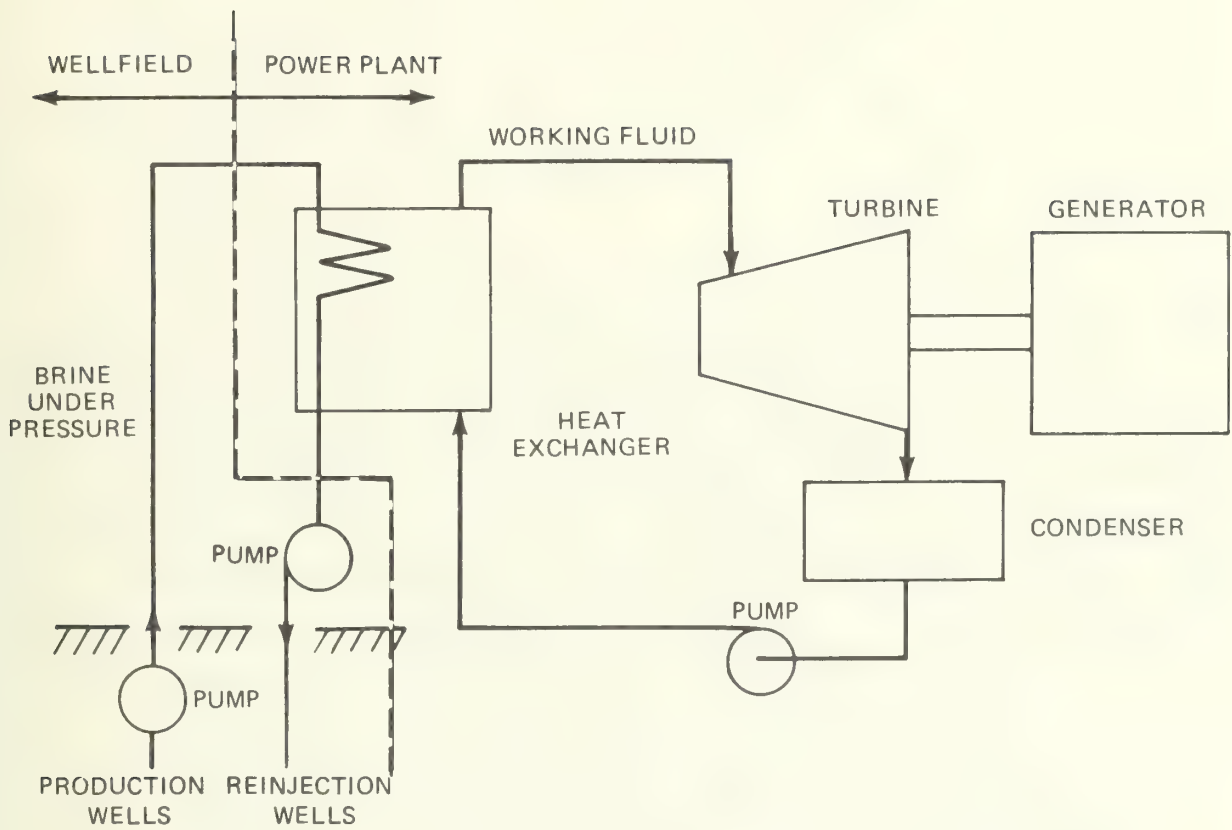 WELLFIELD
POWER PLANT
WORKING FLUID
TURBINE
GENERATOR
BRINE
UNDER
PRESSURE
HEAT
EXCHANGER
CONDENSER
PUMP
PUMP
PUMP
PRODUCTION
WELLS
REINJECTION
WELLS